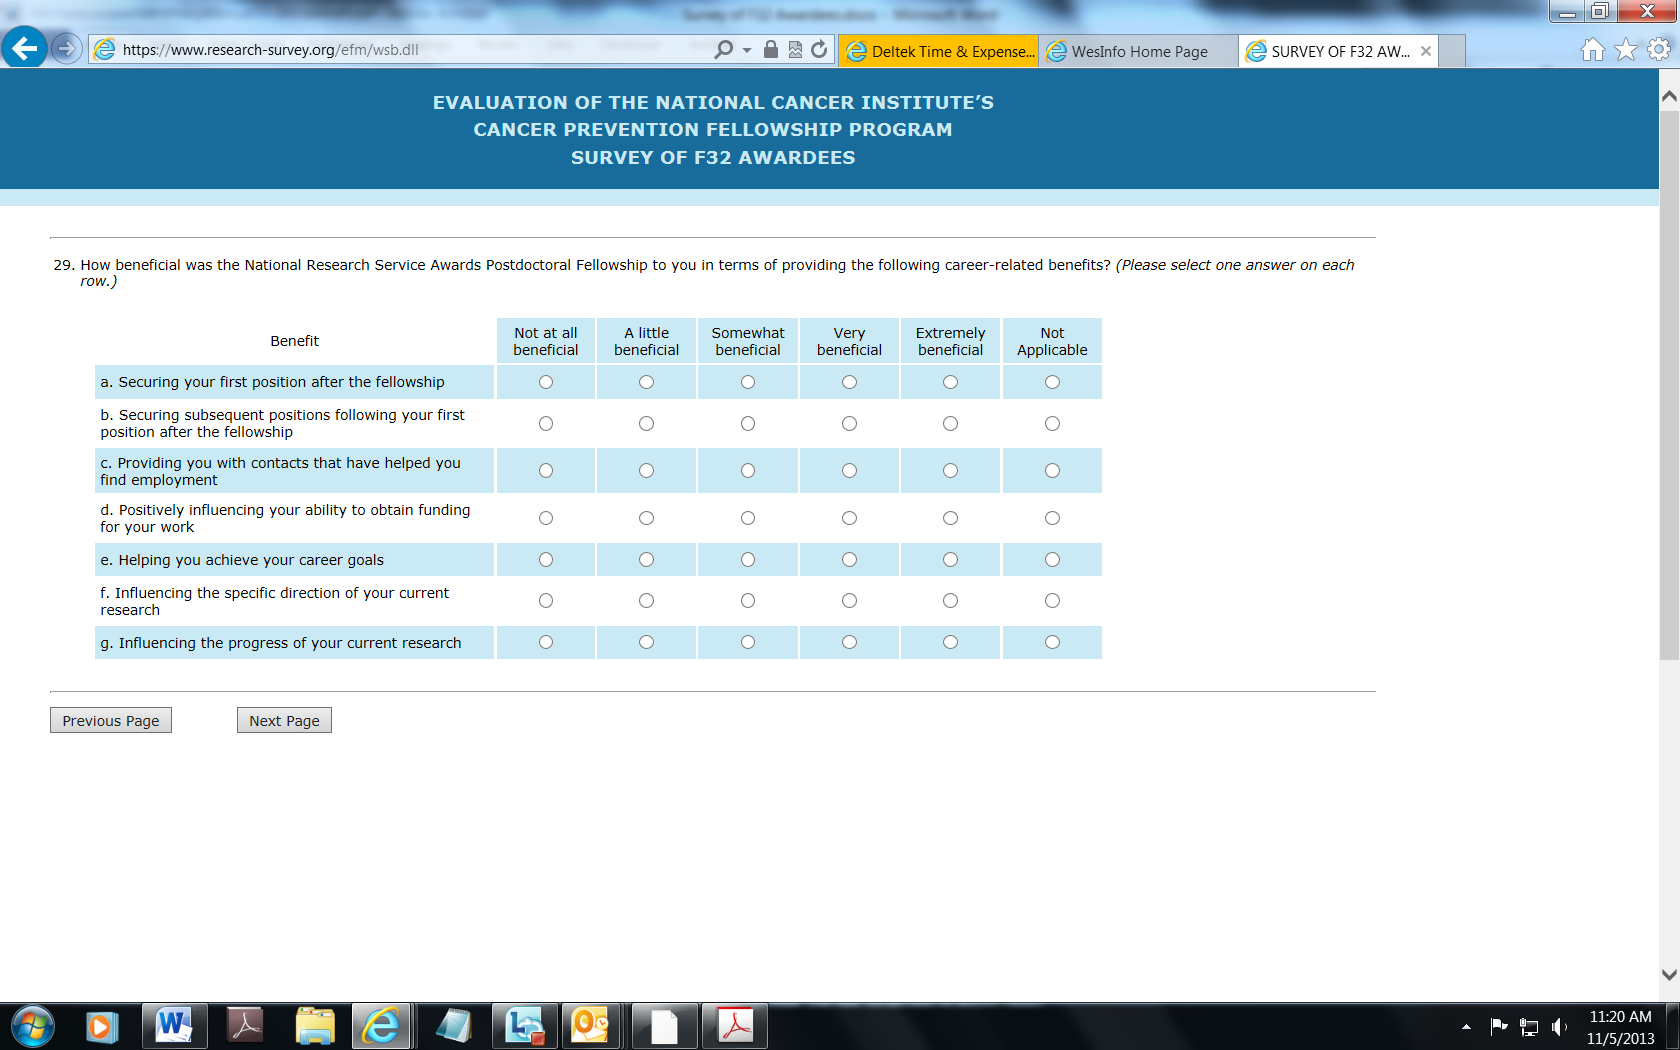 Survey of F32 Awardees.docx - Microsoft Word
https://www.research-survey.org/efm/wsb.dll
Deltek Time & Expense...
WesInfo Home Page
SURVEY OF F32 AW...
EVALUATION OF THE NATIONAL CANCER INSTITUTE'S
CANCER PREVENTION FELLOWSHIP PROGRAM
SURVEY OF F32 AWARDEES
29. How beneficial was the National Research Service Awards Postdoctoral Fellowship to you in terms of providing the following career-related benefits? (Please select one answer on each
row.)
Benefit
Not at all
beneficial
A little
beneficial
Somewhat
beneficial
Very
beneficial
Extremely
beneficial
Not
Applicable
a. Securing your first position after the fellowship
b. Securing subsequent positions following your first
position after the fellowship
c. Providing you with contacts that have helped you
find employment
d. Positively influencing your ability to obtain funding
for your work
e. Helping you achieve your career goals
f. Influencing the specific direction of your current
research
g. Influencing the progress of your current research
Previous Page
Next Page
11:20 AM
11/5/2013